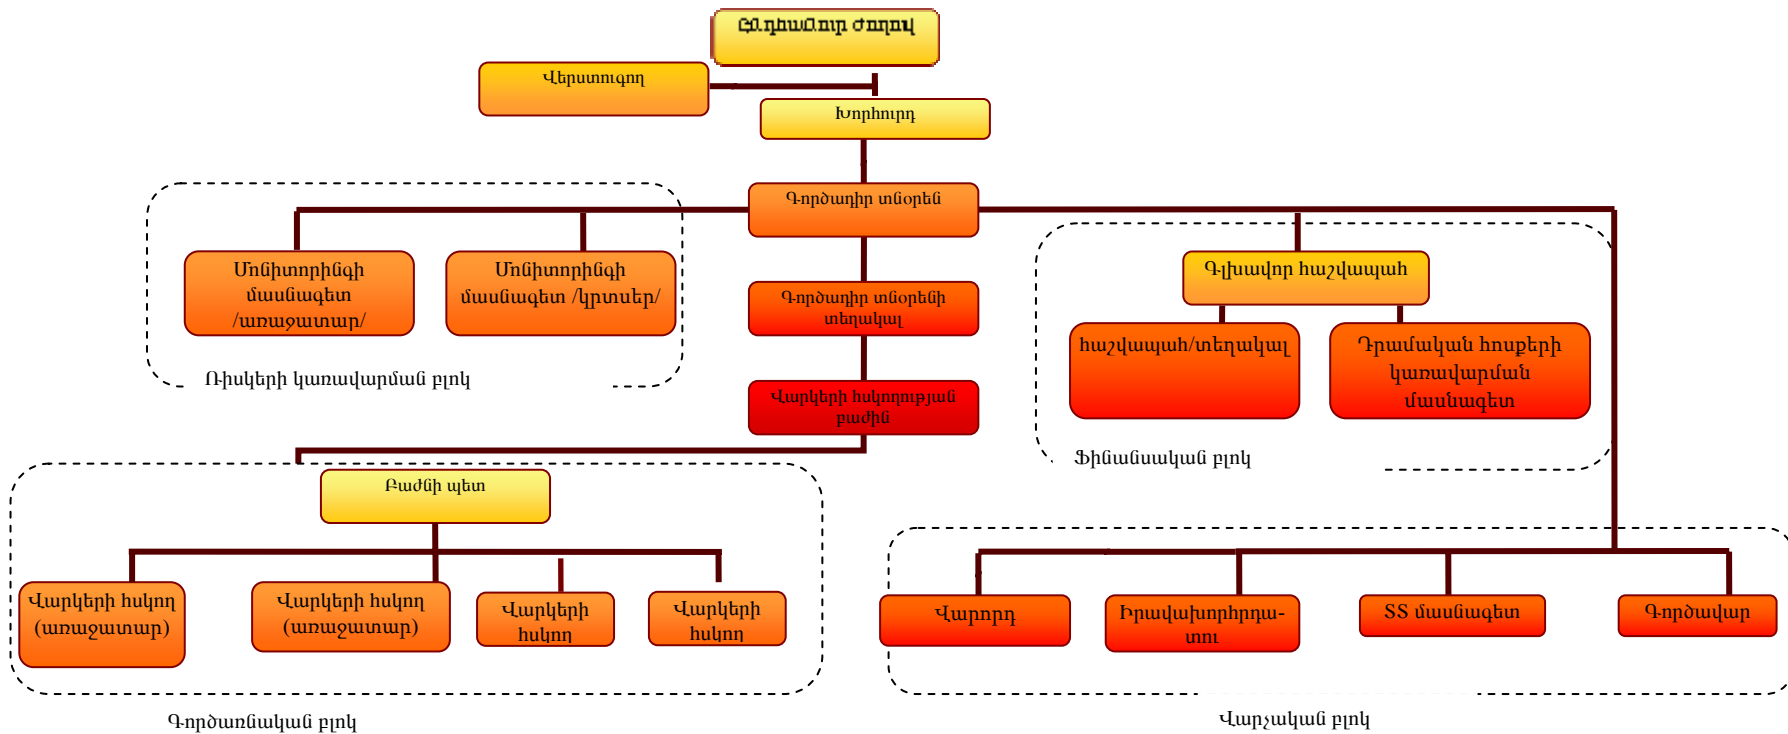 Ընդհանուր ժողով
Վերստուգող
Խորհուրդ
Գործադիր տնօրեն
Մոնիտորինգի
մասնագետ
/առաջատար/
Մոնիտորինգի
մասնագետ /կրտսեր/
Ռիսկերի կառավարման բլոկ
Գործադիր տնօրենի
տեղակալ
Վարկերի հսկողության
բաժին
Գլխավոր հաշվապահ
հաշվապահ/տեղակալ
Դրամական հոսքերի
կառավարման
մասնագետ
Ֆինանսական բլոկ
Բաժնի պետ
Վարկերի հսկող
(առաջատար)
Վարկերի հսկող
(առաջատար)
Վարկերի
հսկող
Վարկերի
հսկող
Գործառնական բլոկ
Վարորդ
Իրավախորհրդա-
տու
ՏՏ մասնագետ
Գործավար
Վարչական բլոկ